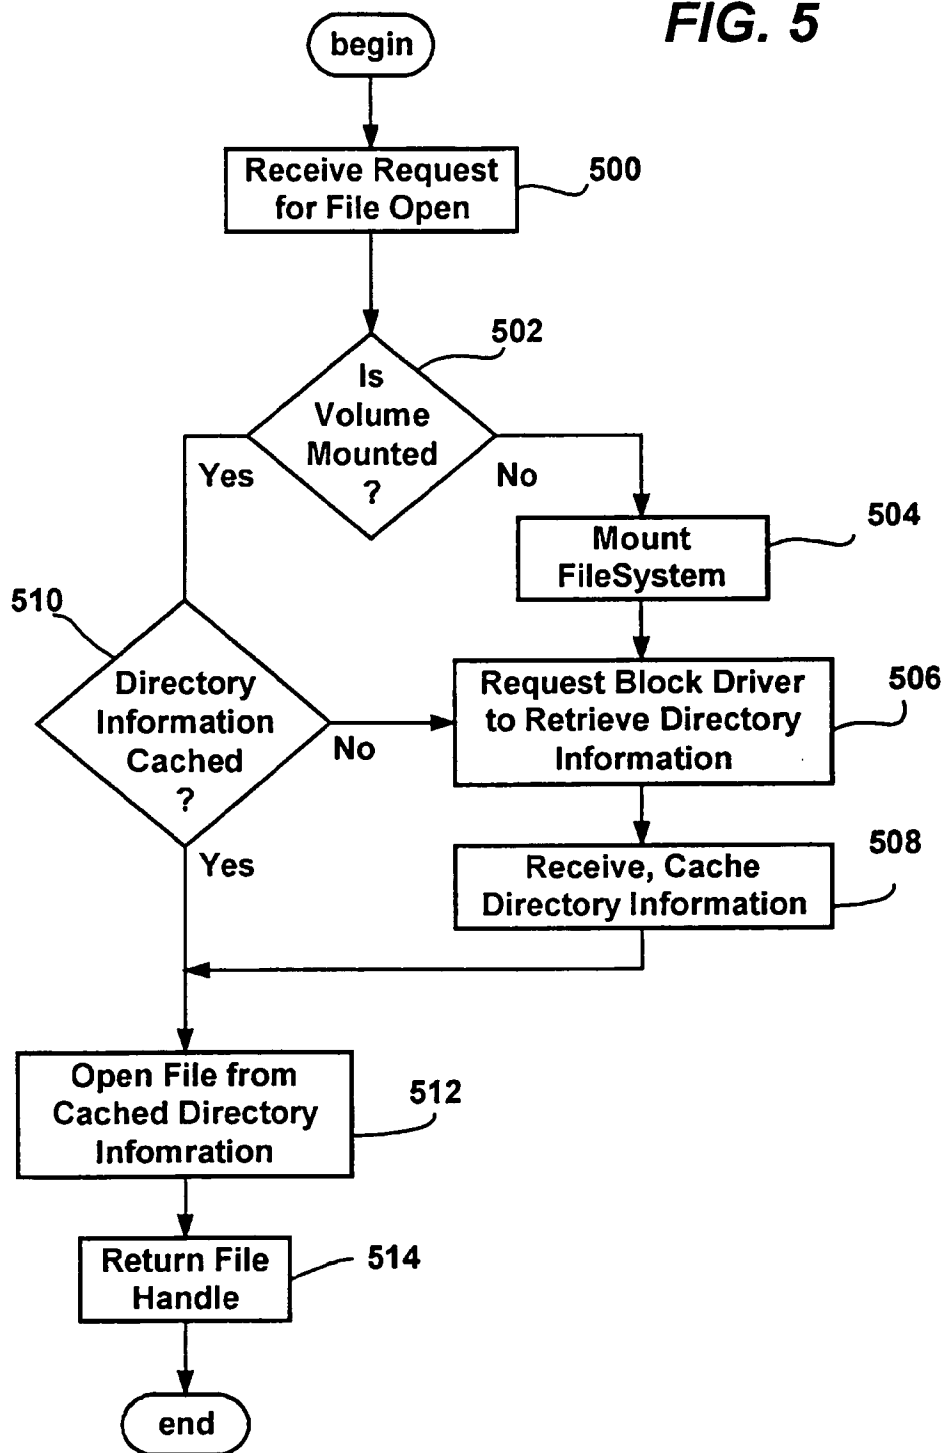 FIG. 5
begin
Receive Request
for File Open
500
502
Is
Volume
Mounted
?
Yes
No
504
Mount
FileSystem
510
Directory
Information
Cached
?
No
Yes
506
Request Block Driver
to Retrieve Directory
Information
508
Receive, Cache
Directory Information
Open File from
Cached Directory
Infomration
512
Return File
Handle
514
end